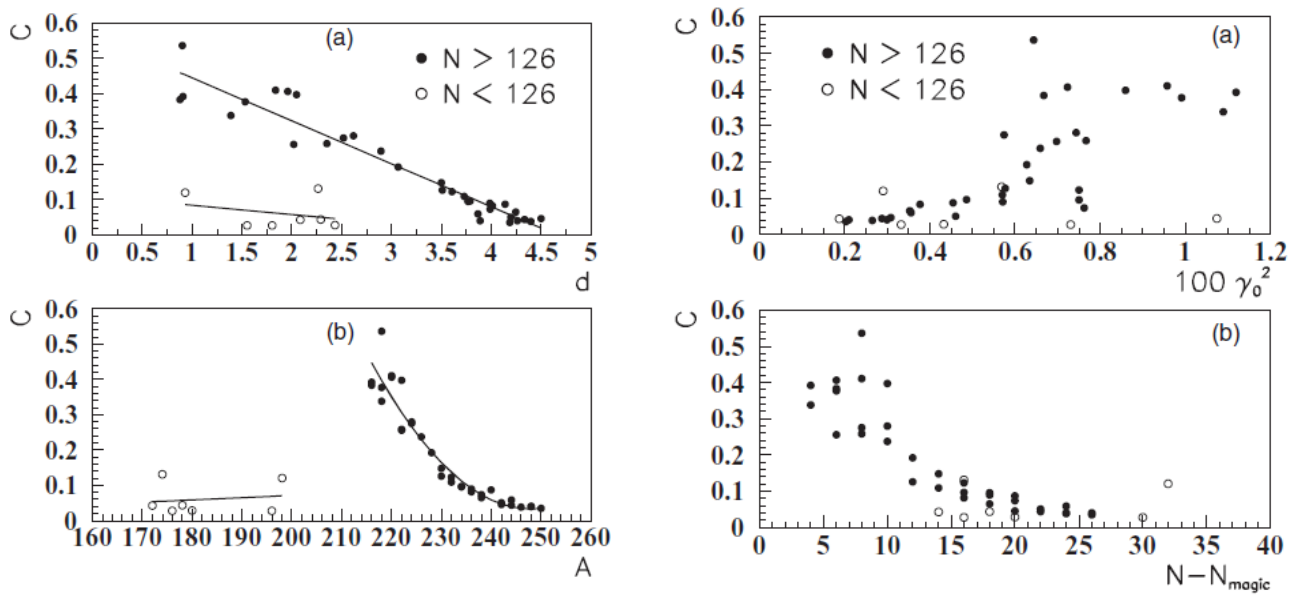 C
(a)
N > 126
N < 126
0.6
0.5
0.4
0.3
0.2
0.1
0
0 0.5 1 1.5 2 2.5 3 3.5 4 4.5 5
d
C
(b)
0.6
0.5
0.4
0.3
0.2
0.1
0
160 170 180 190 200 210 220 230 240 250 260
A
C
(a)
N > 126
N < 126
0.6
0.5
0.4
0.3
0.2
0.1
0
0 0.2 0.4 0.6 0.8 1 1.2
100 γ₀²
C
(b)
0.6
0.5
0.4
0.3
0.2
0.1
0
0 5 10 15 20 25 30 35 40
N−Nmagic